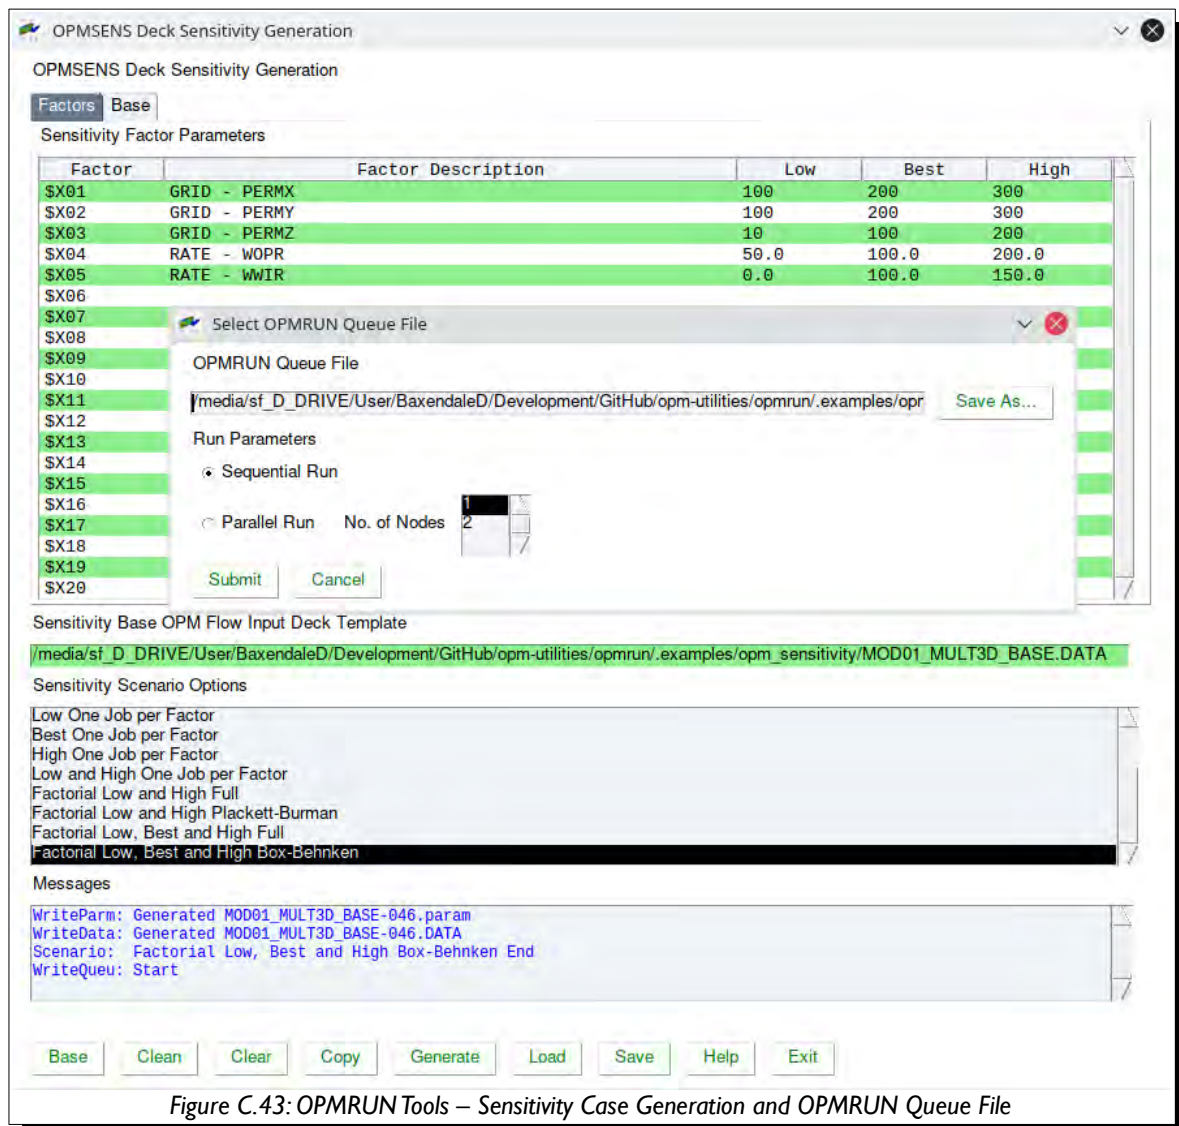 OPMSENS Deck Sensitivity Generation
OPMSENS Deck Sensitivity Generation
Factors Base
Sensitivity Factor Parameters
Factor Factor Description Low Best High
$X01 GRID - PERMX 100 200 300
$X02 GRID - PERMY 100 200 300
$X03 GRID - PERMZ 10 100 200
$X04 RATE - WOPR 50.0 100.0 200.0
$X05 RATE - WWIR 0.0 100.0 150.0
$X06
$X07
$X08
$X09
$X10
$X11
$X12
$X13
$X14
$X15
$X16
$X17
$X18
$X19
$X20
Select OPMRUN Queue File
OPMRUN Queue File
/media/sf_D_DRIVE/User/BaxendaleD/Development/GitHub/opm-utilities/opmrun/.examples/opr Save As...
Run Parameters
Sequential Run
1
Parallel Run No. of Nodes 2
Submit Cancel
Sensitivity Base OPM Flow Input Deck Template
/media/sf_D_DRIVE/User/BaxendaleD/Development/GitHub/opm-utilities/opmrun/.examples/opm_sensitivity/MOD01_MULT3D_BASE.DATA
Sensitivity Scenario Options
Low One Job per Factor
Best One Job per Factor
High One Job per Factor
Low and High One Job per Factor
Factorial Low and High Full
Factorial Low and High Plackett-Burman
Factorial Low, Best and High Full
Factorial Low, Best and High Box-Behnken
Messages
WriteParm: Generated MOD01_MULT3D_BASE-046.param
WriteData: Generated MOD01_MULT3D_BASE-046.DATA
Scenario: Factorial Low, Best and High Box-Behnken End
WriteQueu: Start
Base Clean Clear Copy Generate Load Save Help Exit
Figure C.43: OPMRUN Tools – Sensitivity Case Generation and OPMRUN Queue File